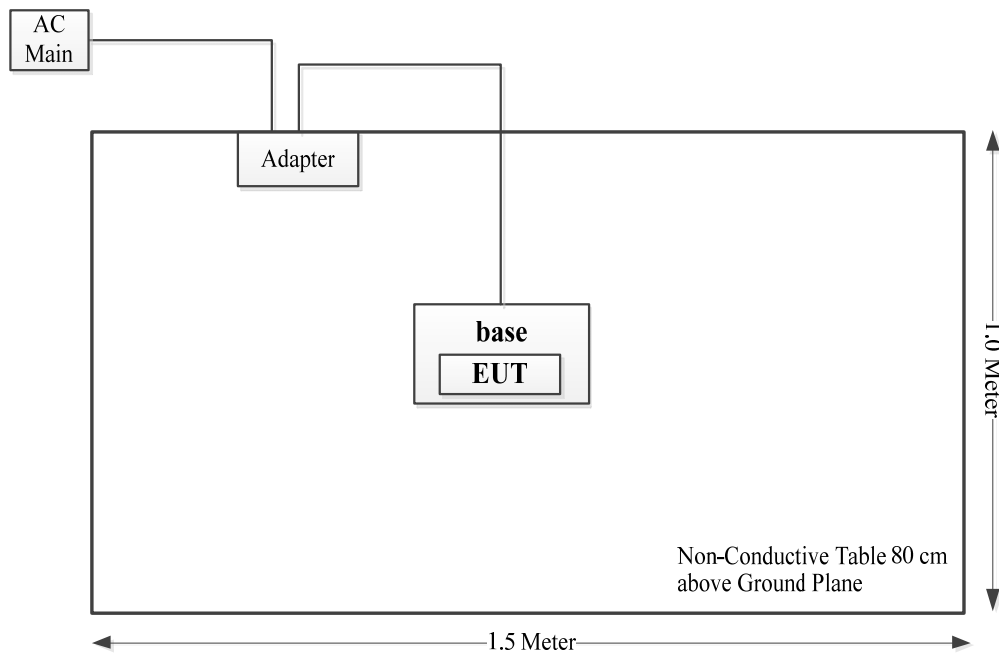 AC
Main
Adapter
base
EUT
1.0 Meter
Non-Conductive Table 80 cm
above Ground Plane
1.5 Meter